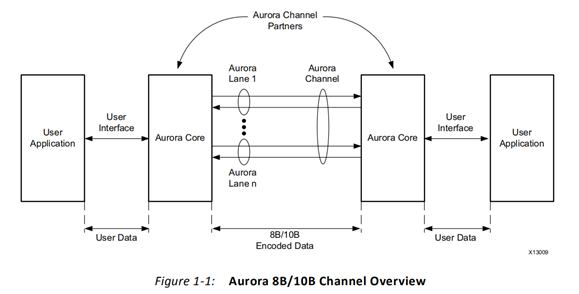 Aurora Channel
Partners
Aurora
Lane 1
Aurora
Channel
User
Interface
User
Interface
User
Application
Aurora Core
Aurora Core
User
Application
Aurora
Lane n
User Data
8B/10B
Encoded Data
User Data
X13009
Figure 1-1: Aurora 8B/10B Channel Overview